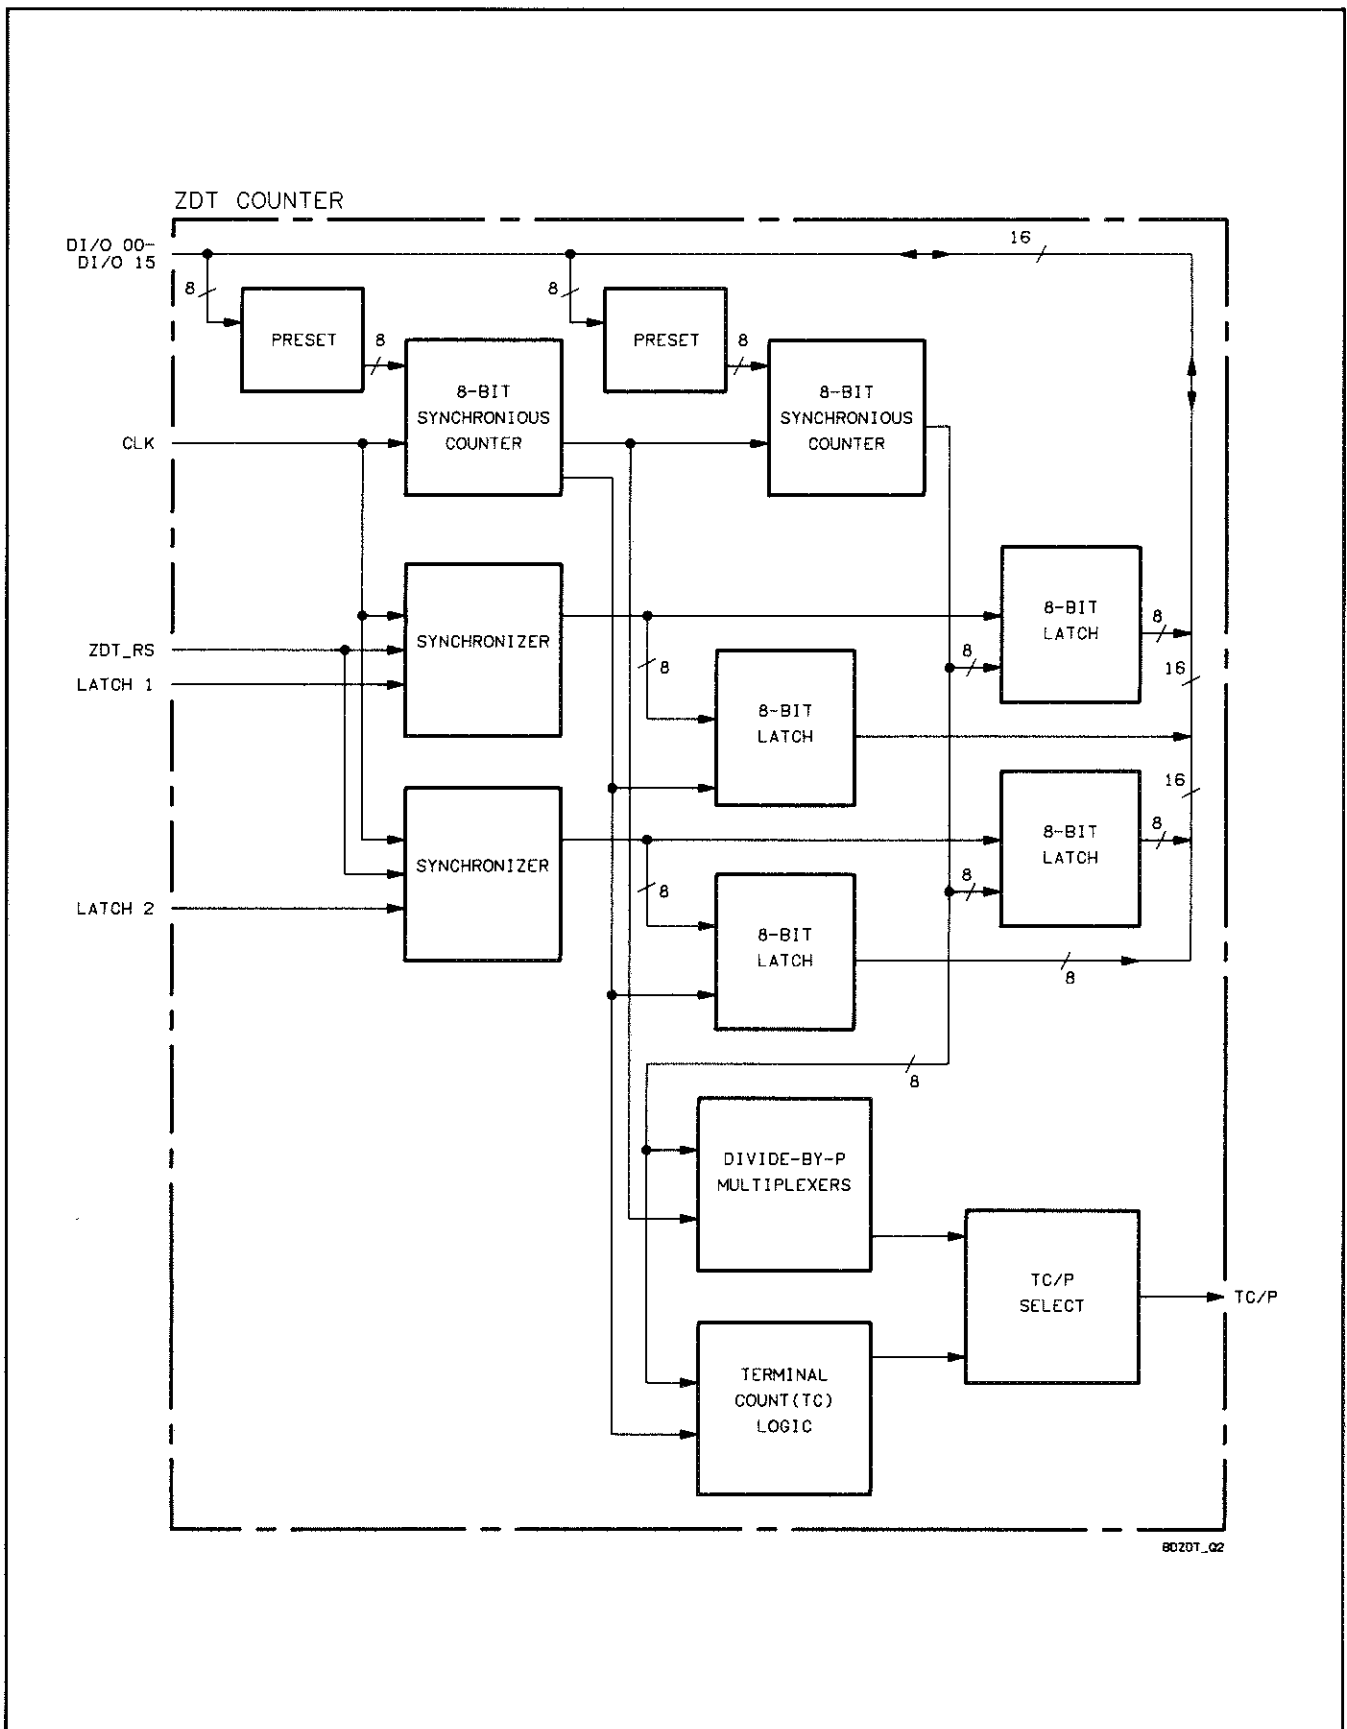 ZDT COUNTER
DI/O 00-
DI/O 15
16
8
8
PRESET
8
PRESET
8
8-BIT
SYNCHRONIOUS
COUNTER
8-BIT
SYNCHRONIOUS
COUNTER
CLK
8-BIT
LATCH
8
SYNCHRONIZER
ZDT_RS
8
8
16
LATCH 1
8-BIT
LATCH
16
8-BIT
LATCH
8
SYNCHRONIZER
8
8
LATCH 2
8-BIT
LATCH
8
8
DIVIDE-BY-P
MULTIPLEXERS
TC/P
SELECT
TC/P
TERMINAL
COUNT(TC)
LOGIC
BDZDT_Q2